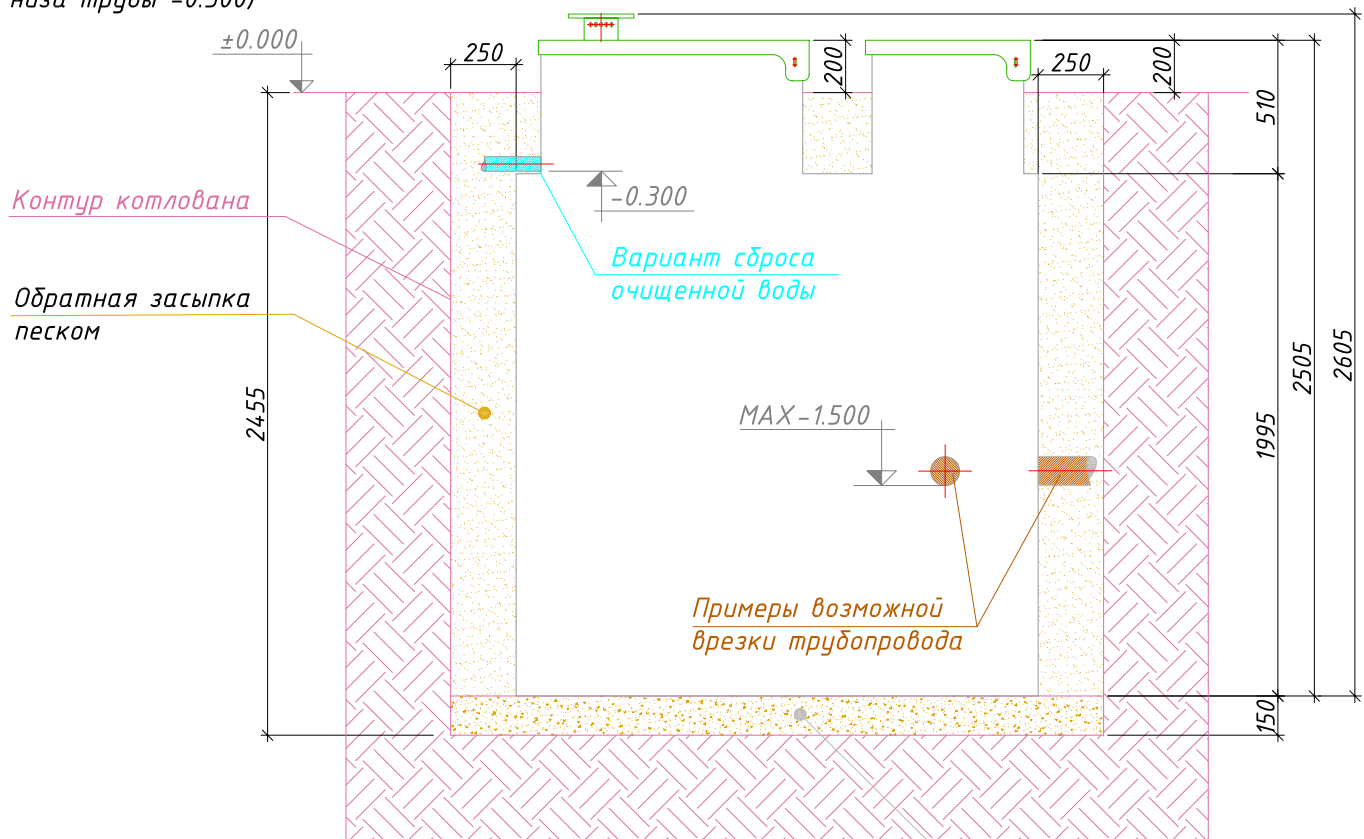 низа трубы -0.300)
±0.000
250
200
250
200
510
2605
2505
-0.300
Контур котлована
Вариант сброса
очищенной воды
Обратная засыпка
песком
2455
MAX-1.500
1995
Примеры возможной
врезки трубопровода
150